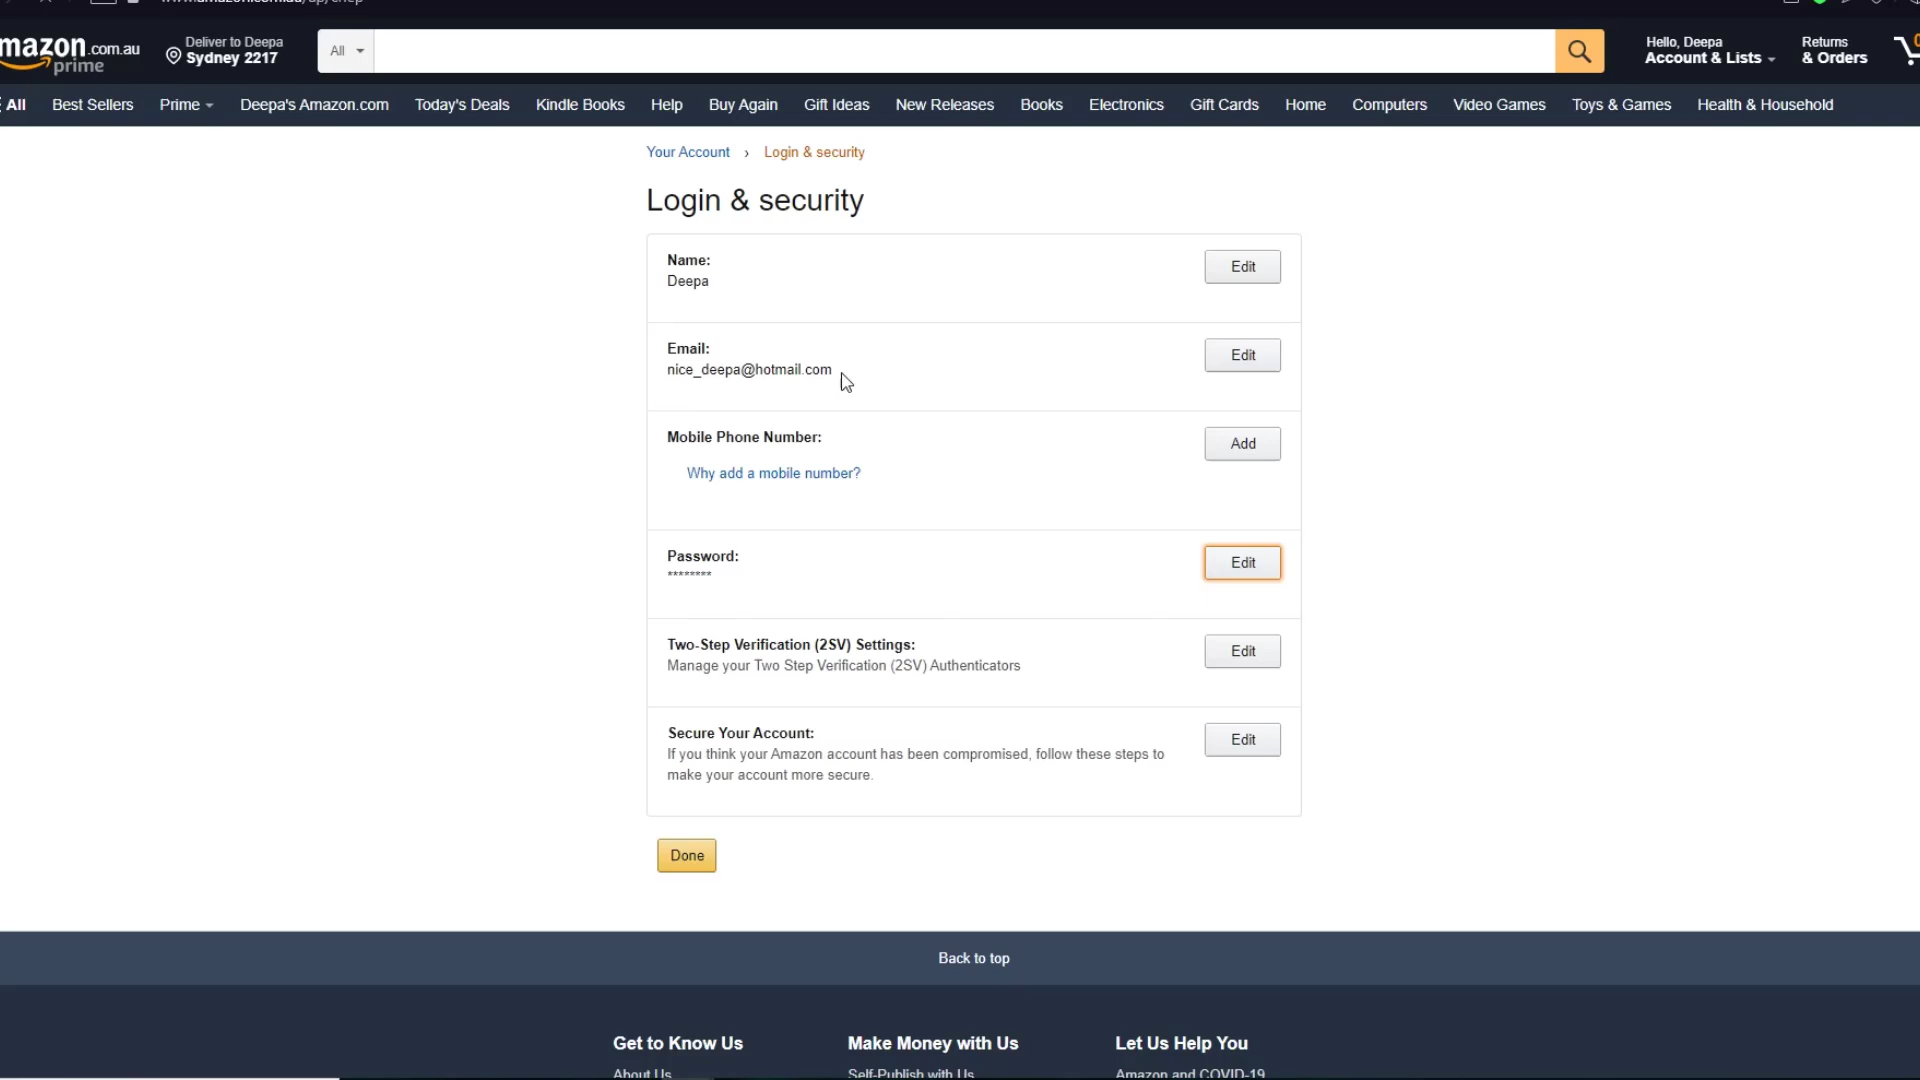 mazon.com.au
prime
Deliver to Deepa
Sydney 2217
All
Hello, Deepa
Account & Lists
Returns
& Orders
All
Best Sellers
Prime
Deepa's Amazon.com
Today's Deals
Kindle Books
Help
Buy Again
Gift Ideas
New Releases
Books
Electronics
Gift Cards
Home
Computers
Video Games
Toys & Games
Health & Household
Your Account › Login & security
Login & security
Name:
Deepa
Edit
Email:
nice_deepa@hotmail.com
Edit
Mobile Phone Number:
Add
Why add a mobile number?
Password:
********
Edit
Two-Step Verification (2SV) Settings:
Manage your Two Step Verification (2SV) Authenticators
Edit
Secure Your Account:
If you think your Amazon account has been compromised, follow these steps to
make your account more secure.
Edit
Done
Back to top
Get to Know Us
Make Money with Us
Let Us Help You
About Us
Self-Publish with Us
Amazon and COVID-19